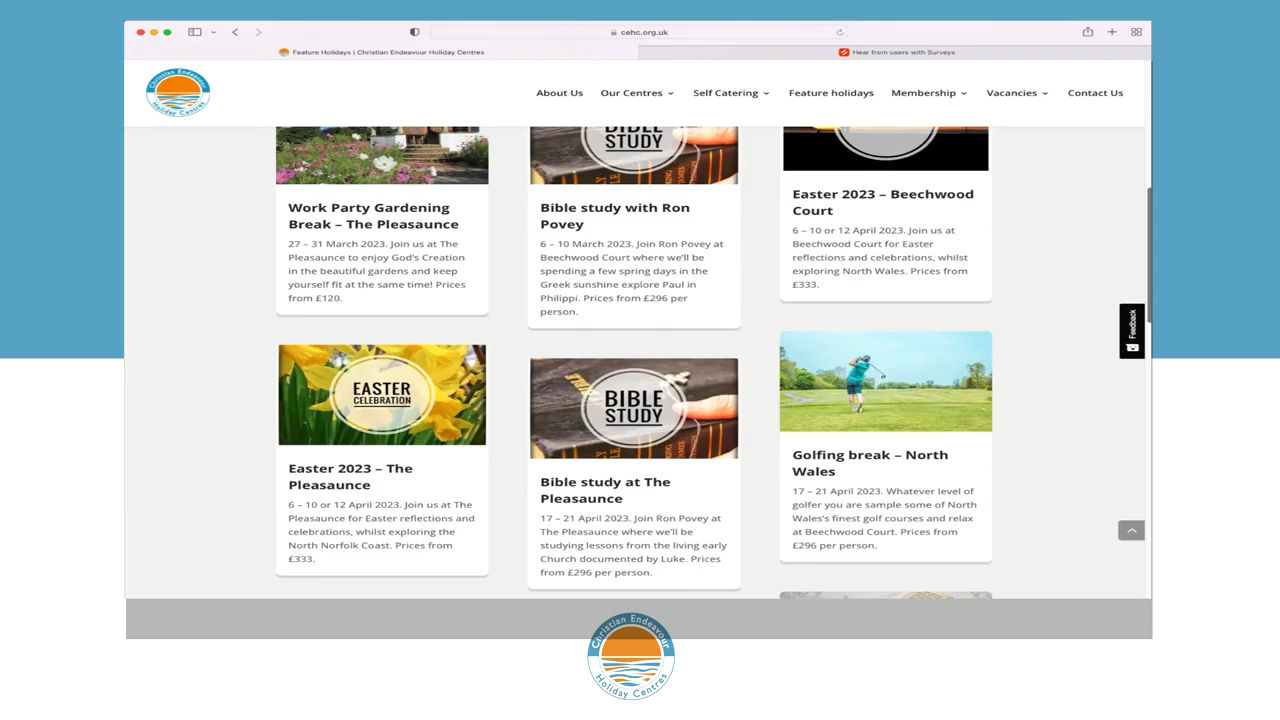 cehc.org.uk
Feature Holidays | Christian Endeavour Holiday Centres
Hear from users with Surveys
Christian Endeavour
Holiday Centres
About Us
Our Centres
Self Catering
Feature holidays
Membership
Vacancies
Contact Us
Work Party Gardening
Break – The Pleasaunce
27 – 31 March 2023. Join us at The
Pleasaunce to enjoy God's Creation
in the beautiful gardens and keep
yourself fit at the same time! Prices
from £120.
BIBLE
STUDY
Bible study with Ron
Povey
6 – 10 March 2023. Join Ron Povey at
Beechwood Court where we'll be
spending a few spring days in the
Greek sunshine explore Paul in
Philippi. Prices from £296 per
person.
Easter 2023 – Beechwood
Court
6 – 10 or 12 April 2023. Join us at
Beechwood Court for Easter
reflections and celebrations, whilst
exploring North Wales. Prices from
£333.
Feedback
EASTER
CELEBRATION
Easter 2023 – The
Pleasaunce
6 – 10 or 12 April 2023. Join us at The
Pleasaunce for Easter reflections and
celebrations, whilst exploring the
North Norfolk Coast. Prices from
£333.
BIBLE
STUDY
Bible study at The
Pleasaunce
17 – 21 April 2023. Join Ron Povey at
The Pleasaunce where we'll be
studying lessons from the living early
Church documented by Luke. Prices
from £296 per person.
Golfing break – North
Wales
17 – 21 April 2023. Whatever level of
golfer you are sample some of North
Wales's finest golf courses and relax
at Beechwood Court. Prices from
£296 per person.
Christian Endeavour
Holiday Centres